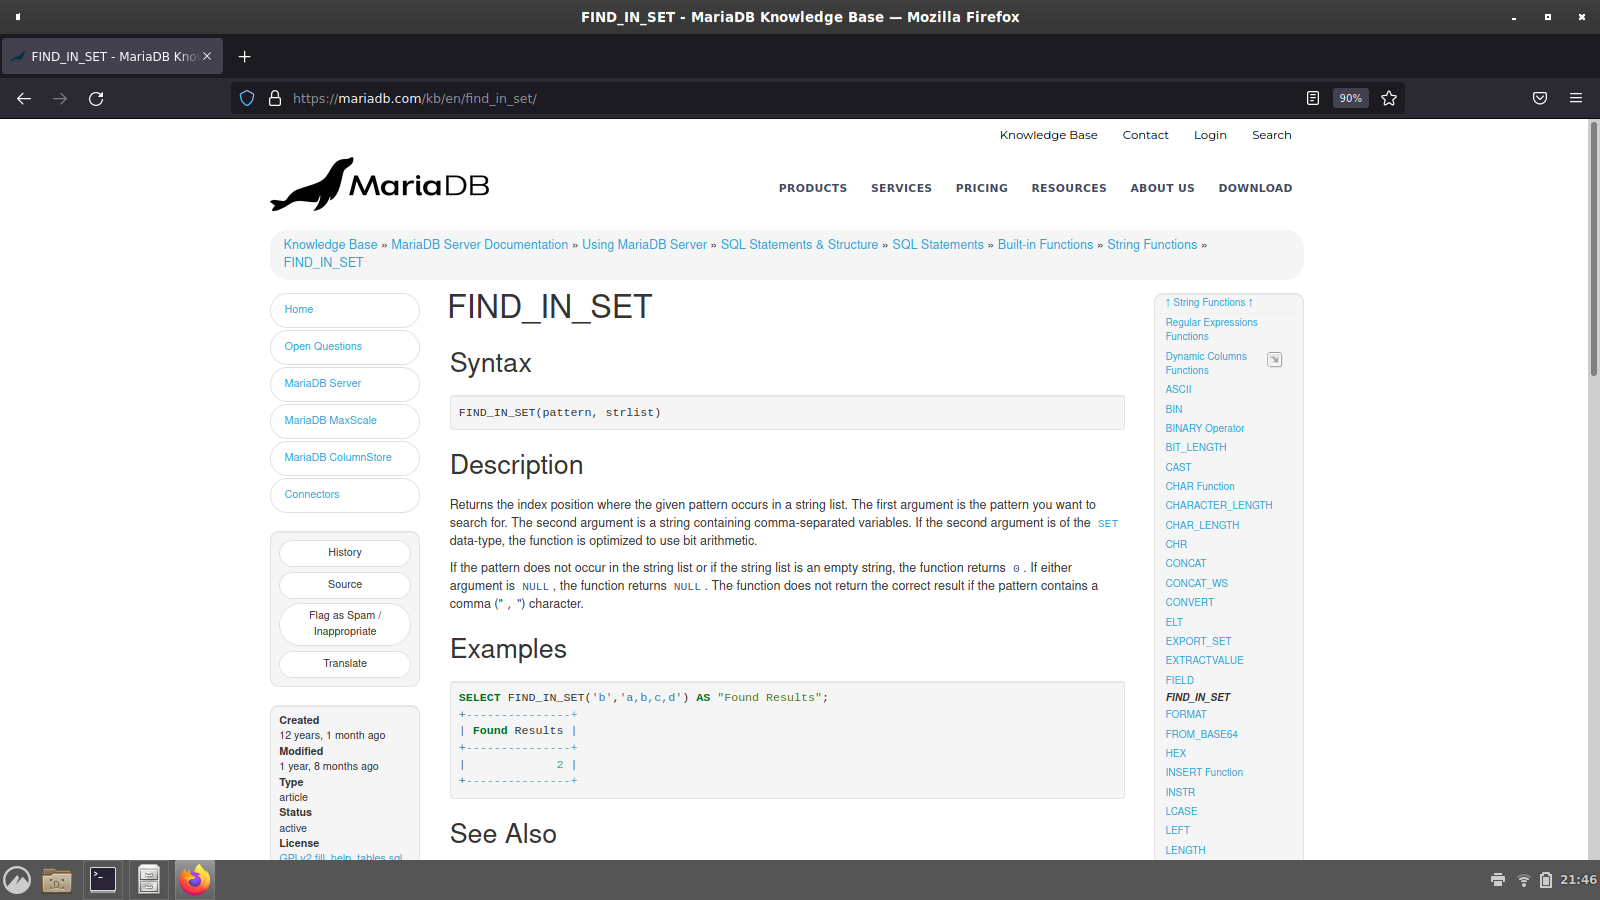 FIND_IN_SET - MariaDB Knowledge Base — Mozilla Firefox
FIND_IN_SET - MariaDB Kno
https://mariadb.com/kb/en/find_in_set/
90%
Knowledge Base Contact Login Search
MariaDB
PRODUCTS SERVICES PRICING RESOURCES ABOUT US DOWNLOAD
Knowledge Base » MariaDB Server Documentation » Using MariaDB Server » SQL Statements & Structure » SQL Statements » Built-in Functions » String Functions »
FIND_IN_SET
Home
Open Questions
MariaDB Server
MariaDB MaxScale
MariaDB ColumnStore
Connectors
History
Source
Flag as Spam /
Inappropriate
Translate
Created
12 years, 1 month ago
Modified
1 year, 8 months ago
Type
article
Status
active
License
GPLv2 fill_help_tables.sql
FIND_IN_SET
Syntax
FIND_IN_SET(pattern, strlist)
Description
Returns the index position where the given pattern occurs in a string list. The first argument is the pattern you want to
search for. The second argument is a string containing comma-separated variables. If the second argument is of the SET
data-type, the function is optimized to use bit arithmetic.
If the pattern does not occur in the string list or if the string list is an empty string, the function returns 0 . If either
argument is NULL , the function returns NULL . The function does not return the correct result if the pattern contains a
comma (" , ") character.
Examples
SELECT FIND_IN_SET('b','a,b,c,d') AS "Found Results";
+---------------+
| Found Results |
+---------------+
|             2 |
+---------------+
See Also
↑ String Functions ↑
Regular Expressions
Functions
Dynamic Columns
Functions
ASCII
BIN
BINARY Operator
BIT_LENGTH
CAST
CHAR Function
CHARACTER_LENGTH
CHAR_LENGTH
CHR
CONCAT
CONCAT_WS
CONVERT
ELT
EXPORT_SET
EXTRACTVALUE
FIELD
FIND_IN_SET
FORMAT
FROM_BASE64
HEX
INSERT Function
INSTR
LCASE
LEFT
LENGTH
21:46